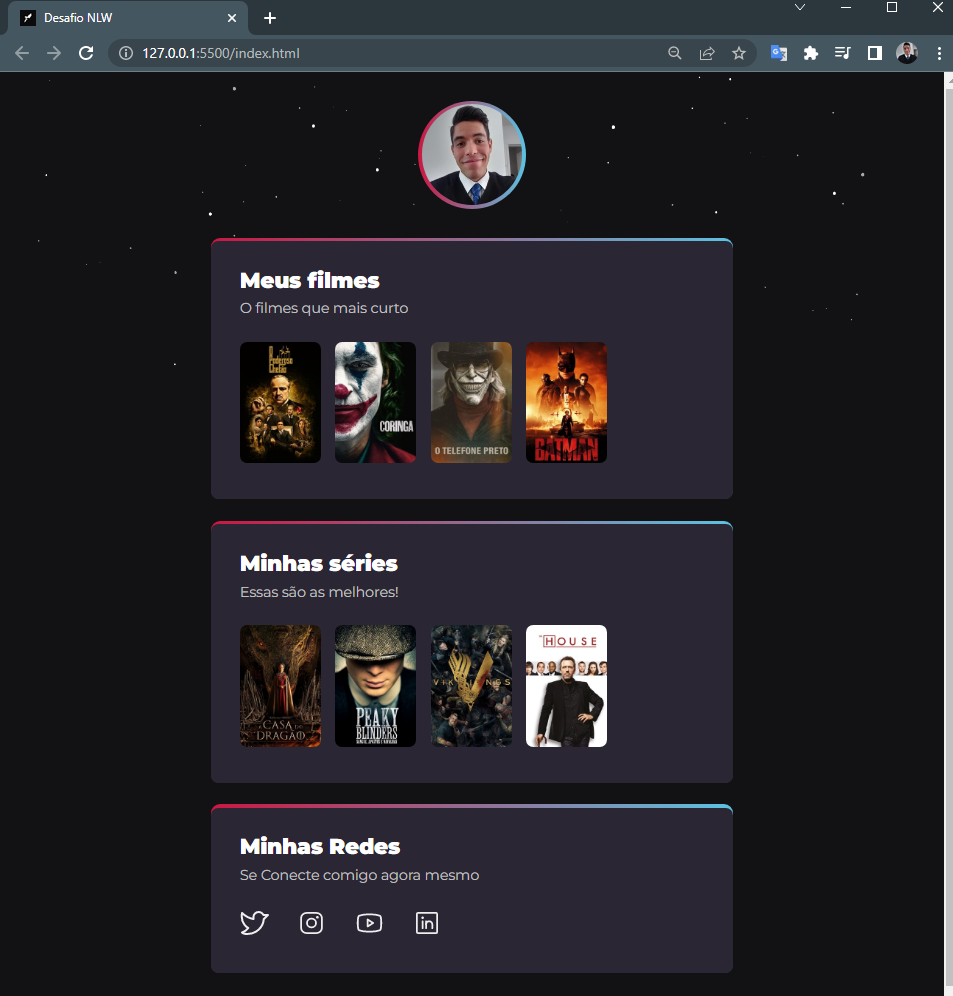 Desafio NLW
127.0.0.1:5500/index.html
Meus filmes
O filmes que mais curto
O
Poderoso
Chefão
CORINGA
O TELEFONE PRETO
BATMAN
Minhas séries
Essas são as melhores!
A CASA DO
DRAGÃO
PEAKY
BLINDERS
VIKINGS
HOUSE
Minhas Redes
Se Conecte comigo agora mesmo
in